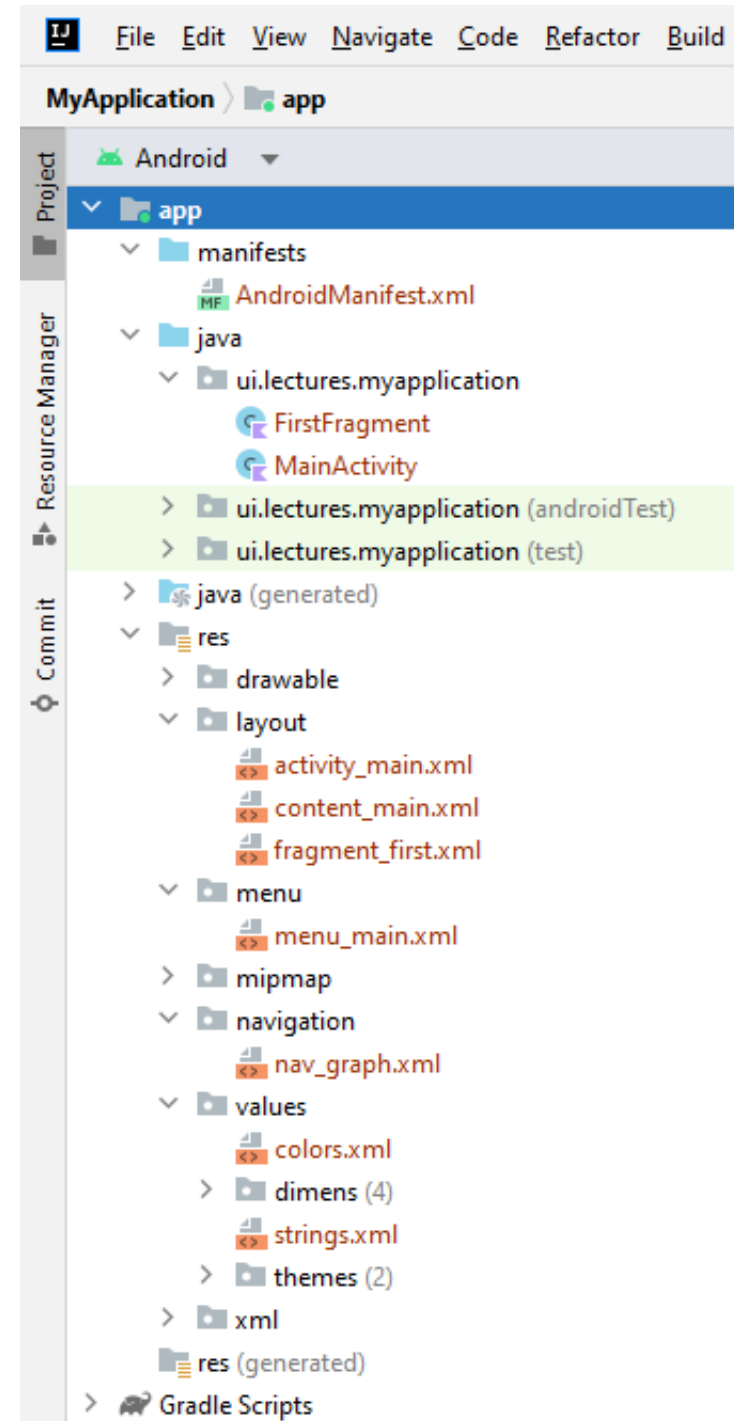 IJ File Edit View Navigate Code Refactor Build
MyApplication app
Project
Resource Manager
Commit
Android
app
manifests
MF AndroidManifest.xml
java
ui.lectures.myapplication
FirstFragment
MainActivity
ui.lectures.myapplication (androidTest)
ui.lectures.myapplication (test)
java (generated)
res
drawable
layout
activity_main.xml
content_main.xml
fragment_first.xml
menu
menu_main.xml
mipmap
navigation
nav_graph.xml
values
colors.xml
dimens (4)
strings.xml
themes (2)
xml
res (generated)
Gradle Scripts